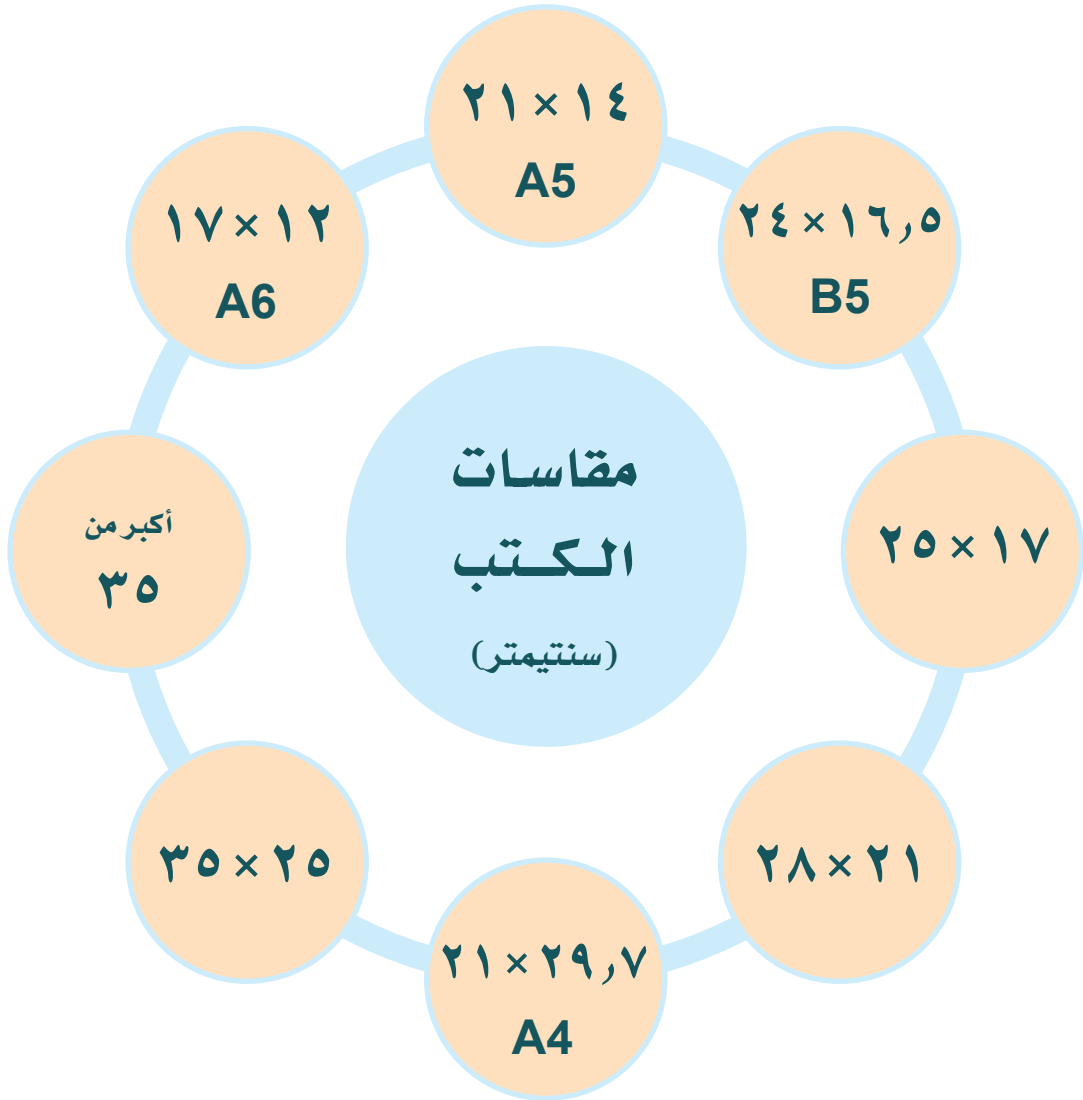 مقاسات
الكتب
(سنتيمتر)
١٤ × ٢١
A5
١٦٫٥ × ٢٤
B5
١٧ × ٢٥
٢١ × ٢٨
٢٩٫٧ × ٢١
A4
٢٥ × ٣٥
أكبر من
٣٥
١٢ × ١٧
A6